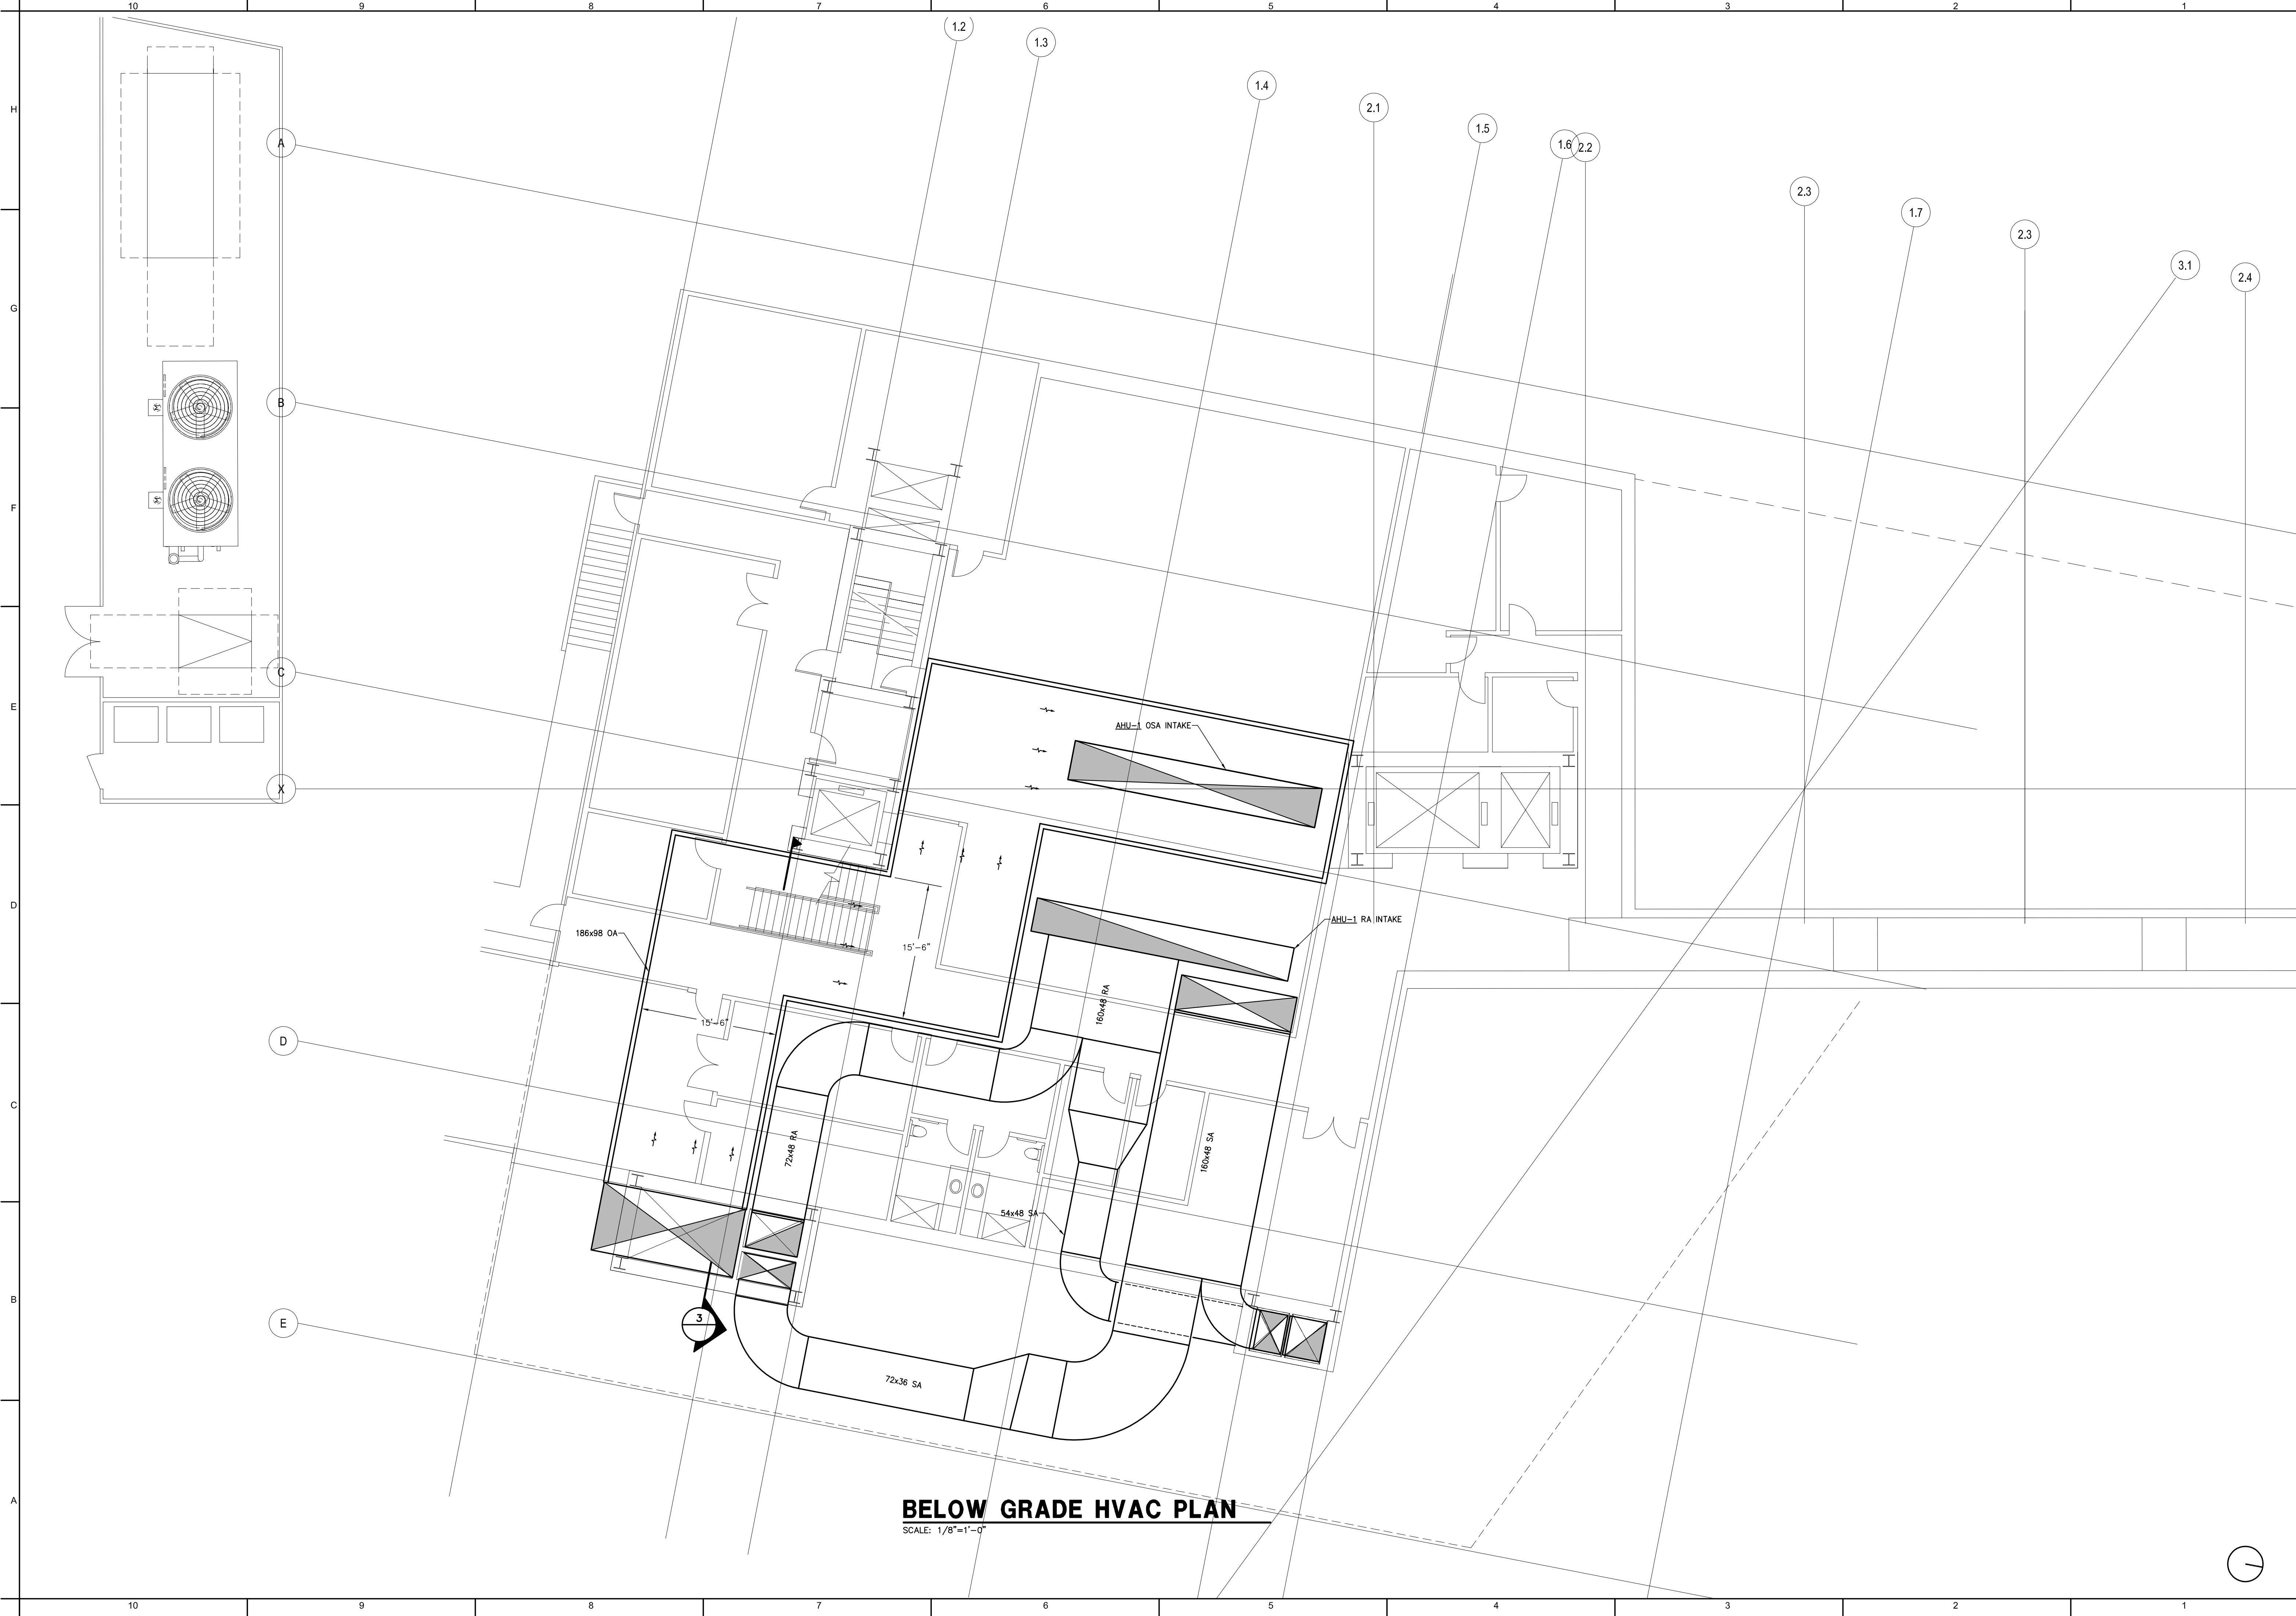 10 9 8 7 6 5 4 3 2 1
1.2
1.3
1.4
2.1
1.5
1.6
2.2
2.3
1.7
2.3
3.1
2.4
H
A
G
B
F
E
C
X
AHU-1 OSA INTAKE
D
186x98 OA
15'-6"
AHU-1 RA INTAKE
160x48 RA
15'-6"
D
C
72x48 RA
160x48 SA
54x48 SA
B
E
3
72x36 SA
A
BELOW GRADE HVAC PLAN
SCALE: 1/8"=1'-0"
10 9 8 7 6 5 4 3 2 1